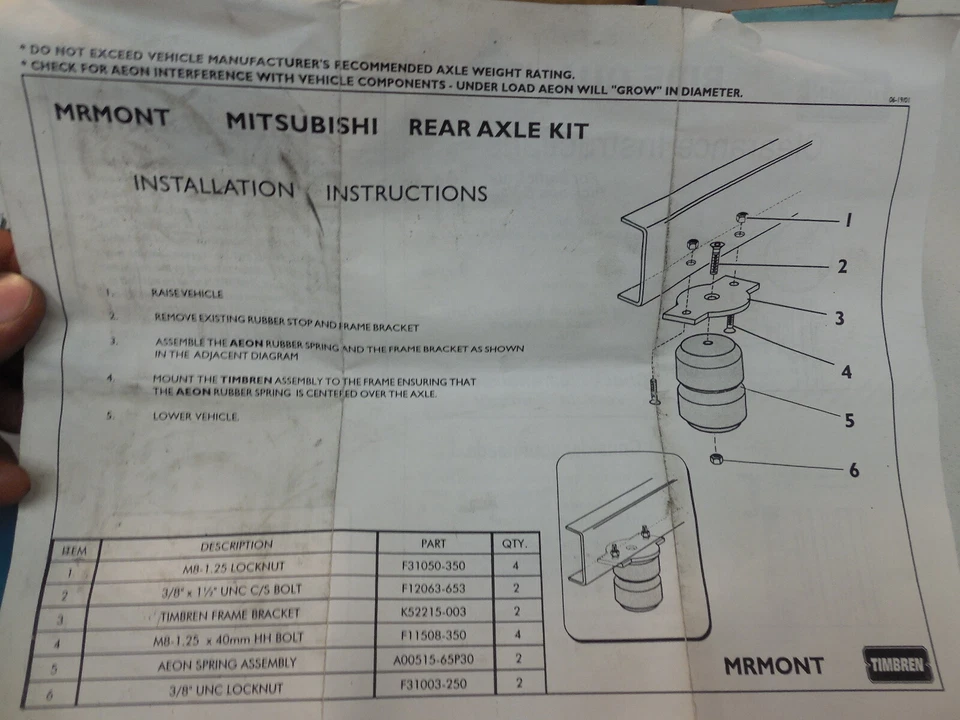 * DO NOT EXCEED VEHICLE MANUFACTURER'S RECOMMENDED AXLE WEIGHT RATING.
* CHECK FOR AEON INTERFERENCE WITH VEHICLE COMPONENTS - UNDER LOAD AEON WILL "GROW" IN DIAMETER.
MRMONT MITSUBISHI REAR AXLE KIT
INSTALLATION INSTRUCTIONS
1. RAISE VEHICLE
2. REMOVE EXISTING RUBBER STOP AND FRAME BRACKET
3. ASSEMBLE THE AEON RUBBER SPRING AND THE FRAME BRACKET AS SHOWN
IN THE ADJACENT DIAGRAM
4. MOUNT THE TIMBREN ASSEMBLY TO THE FRAME ENSURING THAT
THE AEON RUBBER SPRING IS CENTERED OVER THE AXLE.
5. LOWER VEHICLE.
1
2
3
4
5
6
ITEM DESCRIPTION PART QTY.
1 M8-1.25 LOCKNUT F31050-350 4
2 3/8" x 1½" UNC C/S BOLT F12063-653 2
3 TIMBREN FRAME BRACKET K52215-003 2
4 M8-1.25 x 40mm HH BOLT F11508-350 4
5 AEON SPRING ASSEMBLY A00515-65P30 2
6 3/8" UNC LOCKNUT F31003-250 2
MRMONT TIMBREN